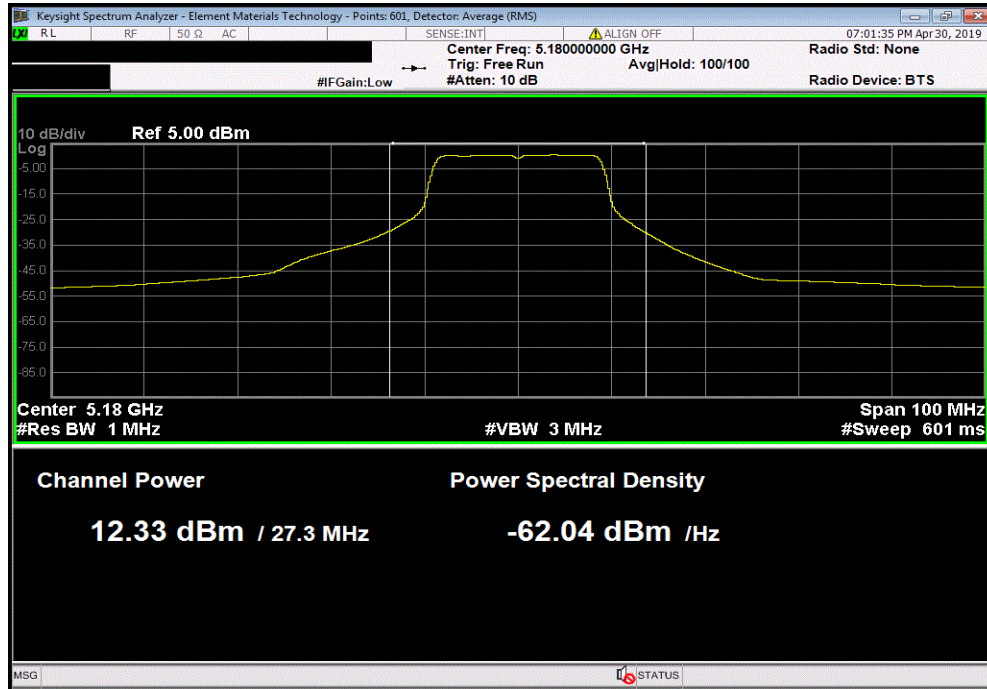 Keysight Spectrum Analyzer - Element Materials Technology - Points: 601, Detector: Average (RMS)
LXI RL RF 50 Ω AC SENSE:INT ALIGN OFF 07:01:35 PM Apr 30, 2019
Center Freq: 5.180000000 GHz Radio Std: None
Trig: Free Run Avg|Hold: 100/100
#IFGain:Low #Atten: 10 dB Radio Device: BTS
10 dB/div Ref 5.00 dBm
Log
-5.00
-15.0
-25.0
-35.0
-45.0
-55.0
-65.0
-75.0
-85.0
Center 5.18 GHz Span 100 MHz
#Res BW 1 MHz #VBW 3 MHz #Sweep 601 ms
Channel Power Power Spectral Density
12.33 dBm / 27.3 MHz -62.04 dBm /Hz
MSG STATUS